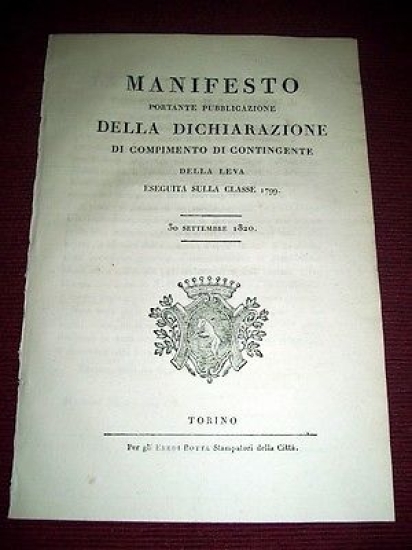 MANIFESTO
PORTANTE PUBBLICAZIONE
DELLA DICHIARAZIONE
DI COMPIMENTO DI CONTINGENTE
DELLA LEVA
ESEGUITA SULLA CLASSE 1799.
30 SETTEMBRE 1820.
TORINO
Per gli EREDI BOTTA Stampatori della Città.